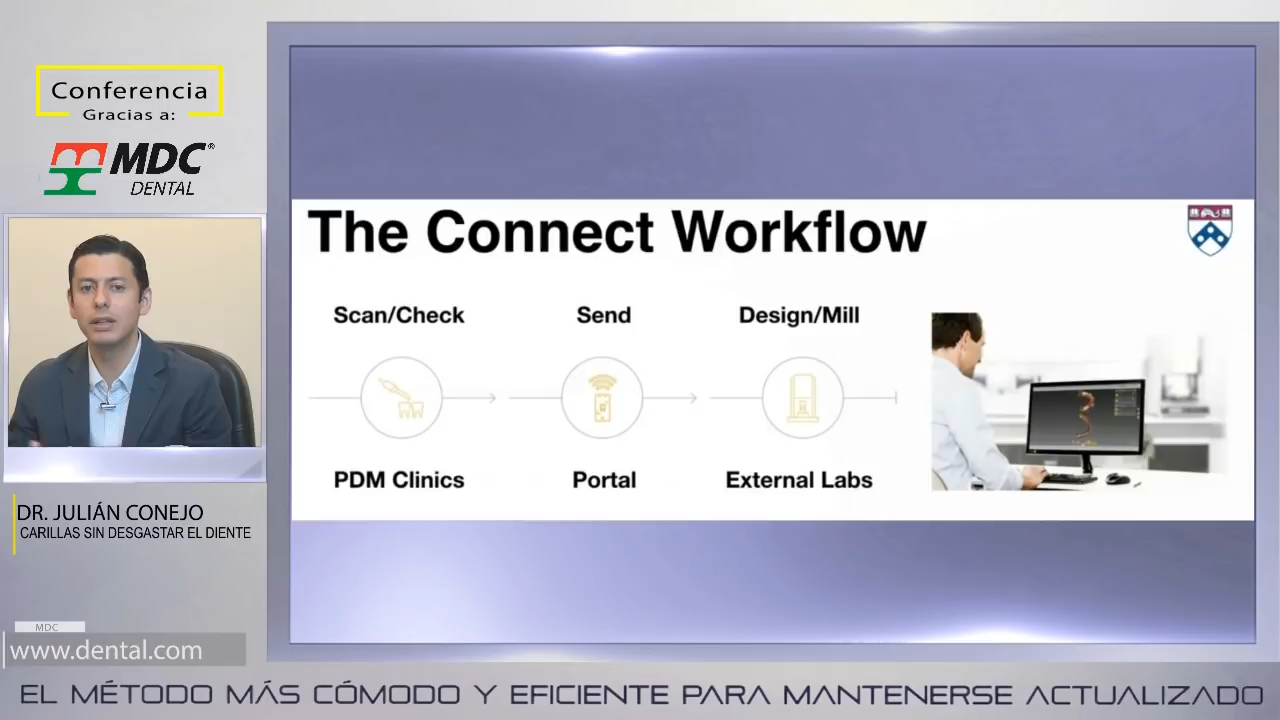 Conferencia
Gracias a:
MDC®
DENTAL
The Connect Workflow
Scan/Check
Send
Design/Mill
PDM Clinics
Portal
External Labs
DR. JULIÁN CONEJO
CARILLAS SIN DESGASTAR EL DIENTE
MDC
www.dental.com
EL MÉTODO MÁS CÓMODO Y EFICIENTE PARA MANTENERSE ACTUALIZADO